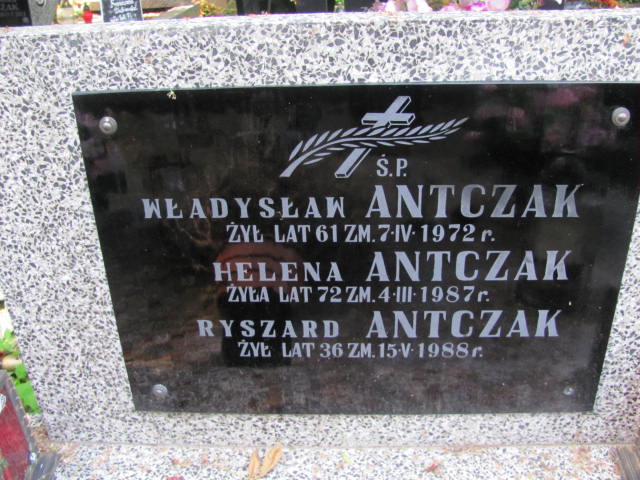 Ś.P.
WŁADYSŁAW ANTCZAK
ŻYŁ LAT 61 ZM. 7·IV·1972 r.
HELENA ANTCZAK
ŻYŁA LAT 72 ZM. 4·III·1987 r.
RYSZARD ANTCZAK
ŻYŁ LAT 36 ZM. 15·V·1988 r.